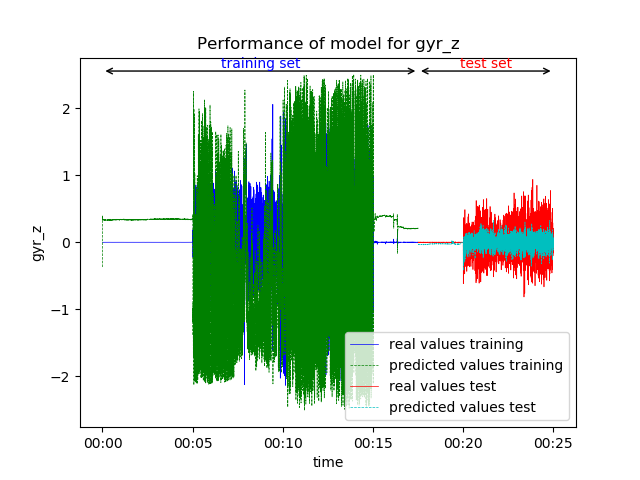 Performance of model for gyr_z
training set
test set
gyr_z
2
1
0
−1
−2
real values training
predicted values training
real values test
predicted values test
00:00
00:05
00:10
00:15
00:20
00:25
time